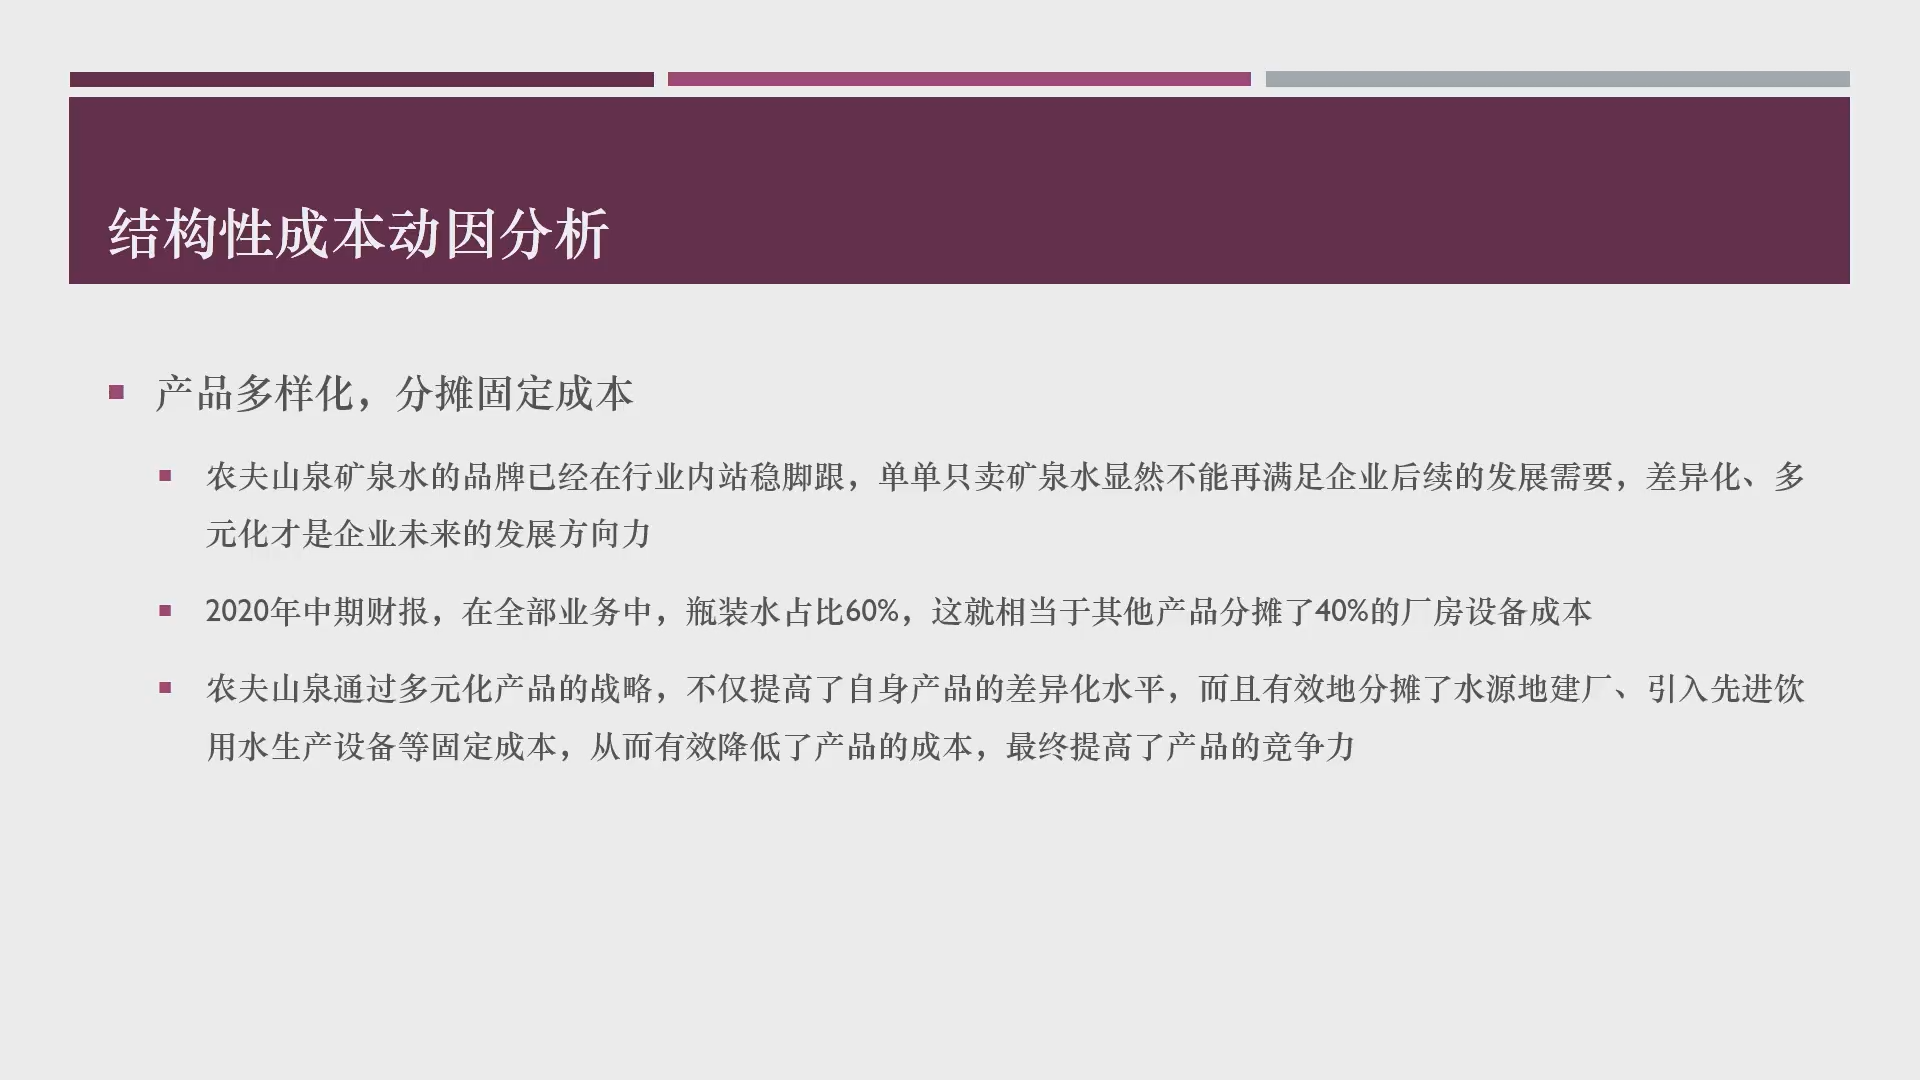 结构性成本动因分析
产品多样化，分摊固定成本
农夫山泉矿泉水的品牌已经在行业内站稳脚跟，单单只卖矿泉水显然不能再满足企业后续的发展需要，差异化、多
元化才是企业未来的发展方向力
2020年中期财报，在全部业务中，瓶装水占比60%，这就相当于其他产品分摊了40%的厂房设备成本
农夫山泉通过多元化产品的战略，不仅提高了自身产品的差异化水平，而且有效地分摊了水源地建厂、引入先进饮
用水生产设备等固定成本，从而有效降低了产品的成本，最终提高了产品的竞争力